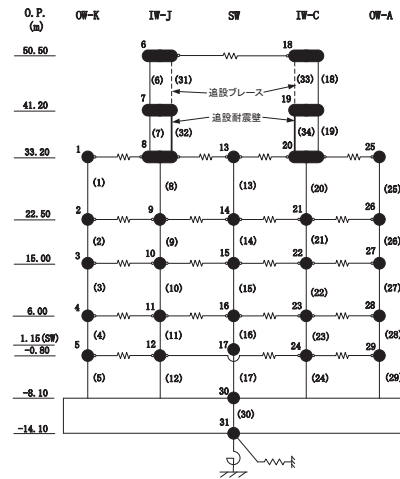 O.P. OW-K IW-J SW IW-C OW-A
(m)
50.50 6 18
(6) (31) (33) (18)
追設ブレース
41.20 7 19
追設耐震壁
(7) (32) (34) (19)
33.20 1 8 13 20 25
(1) (8) (13) (20) (25)
22.50 2 9 14 21 26
(2) (9) (14) (21) (26)
15.00 3 10 15 22 27
(3) (10) (15) (22) (27)
6.00 4 11 16 23 28
(4) (11) (16) (23) (28)
1.15(SW) 17
-0.80 5 12 24 29
(5) (12) (17) (24) (29)
-8.10 30
(30)
-14.10 31